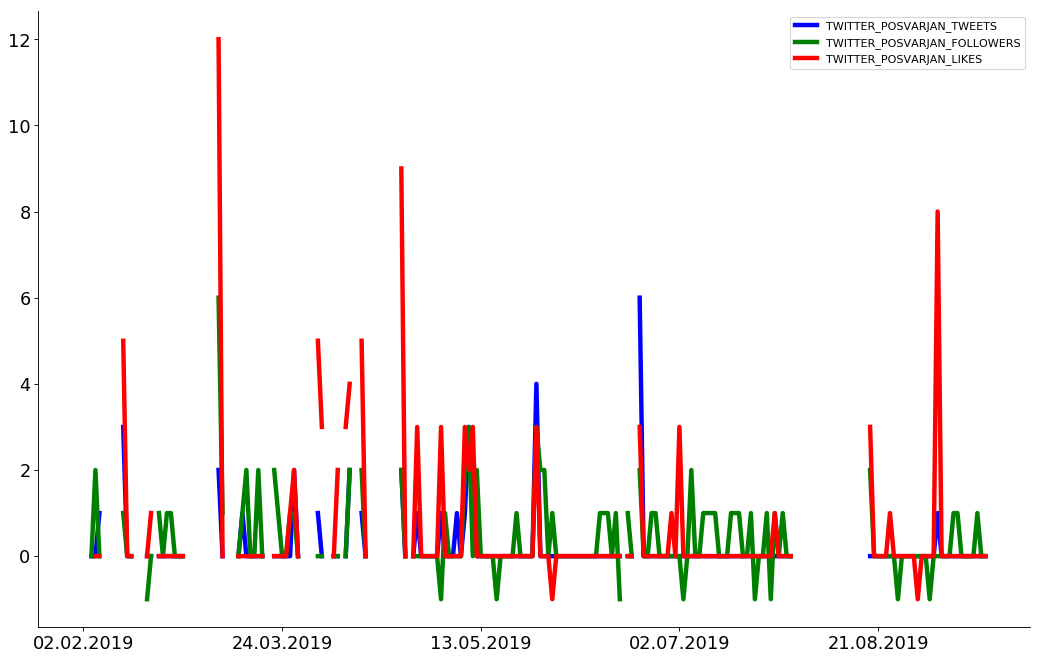 TWITTER_POSVARJAN_TWEETS
TWITTER_POSVARJAN_FOLLOWERS
TWITTER_POSVARJAN_LIKES
12
10
8
6
4
2
0
02.02.2019 24.03.2019 13.05.2019 02.07.2019 21.08.2019